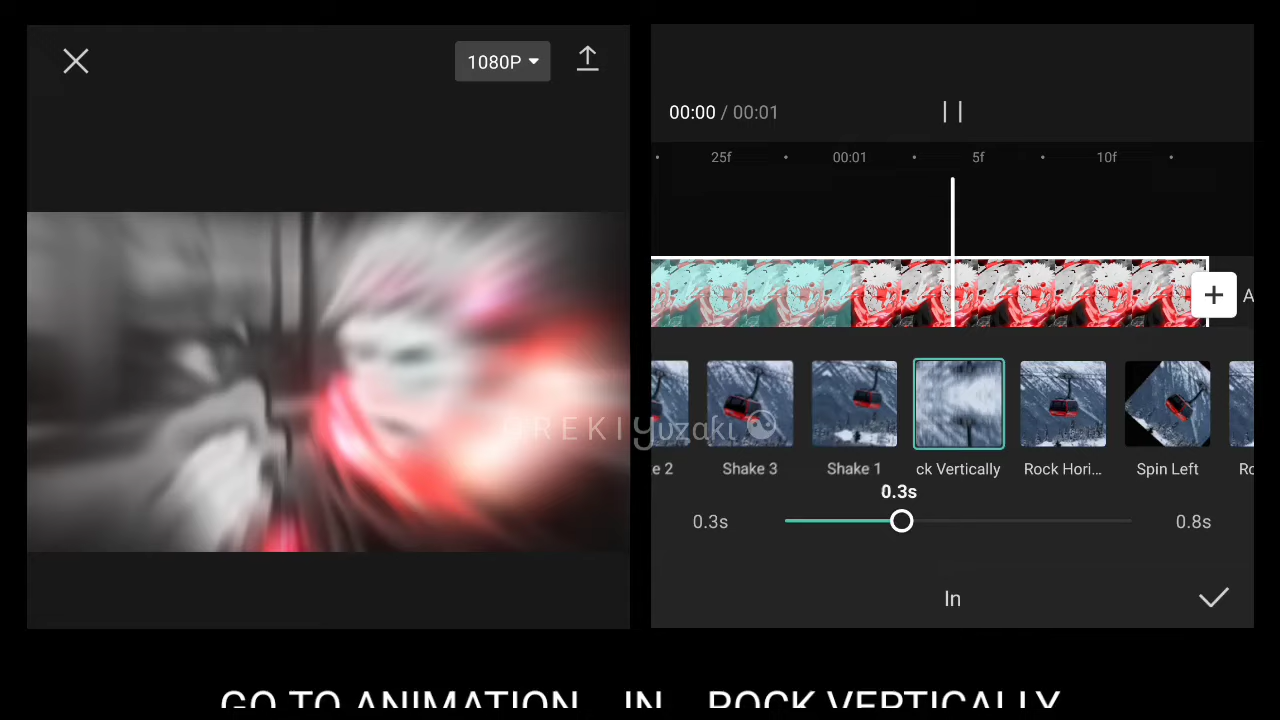 1080P
00:00 / 00:01
25f 00:01 5f 10f
A
REKI Yuzaki
e 2 Shake 3 Shake 1 ck Vertically Rock Hori... Spin Left Ro
0.3s
0.3s 0.8s
In
GO TO ANIMATION IN ROCK VERTICALLY